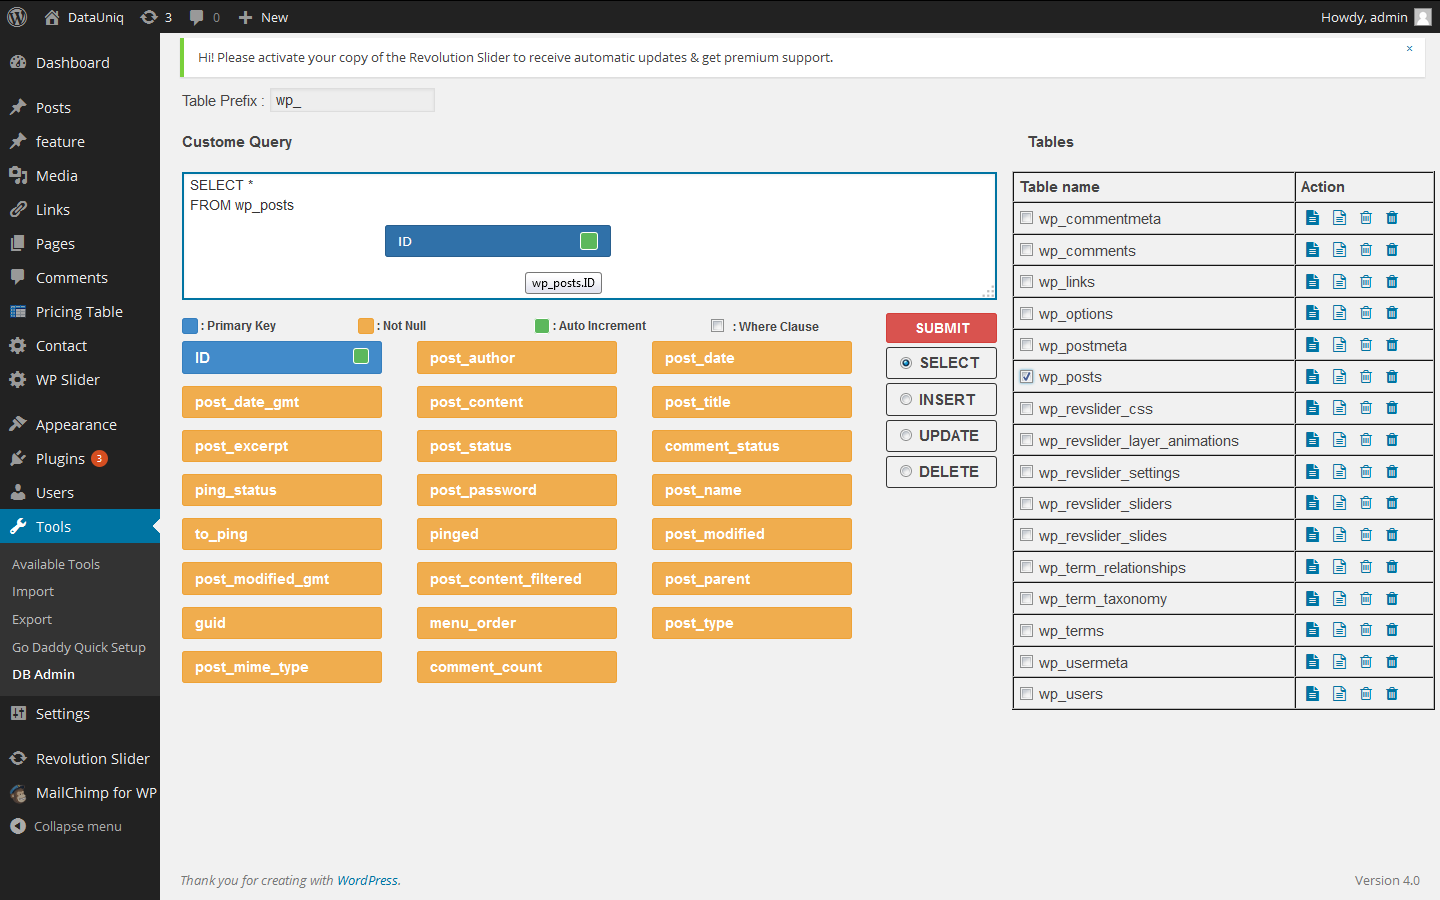 DataUniq 3 0 New Howdy, admin
Dashboard
Posts
feature
Media
Links
Pages
Comments
Pricing Table
Contact
WP Slider
Appearance
Plugins 3
Users
Tools
Available Tools
Import
Export
Go Daddy Quick Setup
DB Admin
Settings
Revolution Slider
MailChimp for WP
Collapse menu
Hi! Please activate your copy of the Revolution Slider to receive automatic updates & get premium support. ×
Table Prefix : wp_
Custome Query
SELECT *
FROM wp_posts
ID
wp_posts.ID
: Primary Key : Not Null : Auto Increment : Where Clause
ID post_author post_date
post_date_gmt post_content post_title
post_excerpt post_status comment_status
ping_status post_password post_name
to_ping pinged post_modified
post_modified_gmt post_content_filtered post_parent
guid menu_order post_type
post_mime_type comment_count
SUBMIT
SELECT
INSERT
UPDATE
DELETE
Tables
Table name Action
wp_commentmeta
wp_comments
wp_links
wp_options
wp_postmeta
wp_posts
wp_revslider_css
wp_revslider_layer_animations
wp_revslider_settings
wp_revslider_sliders
wp_revslider_slides
wp_term_relationships
wp_term_taxonomy
wp_terms
wp_usermeta
wp_users
Thank you for creating with WordPress. Version 4.0